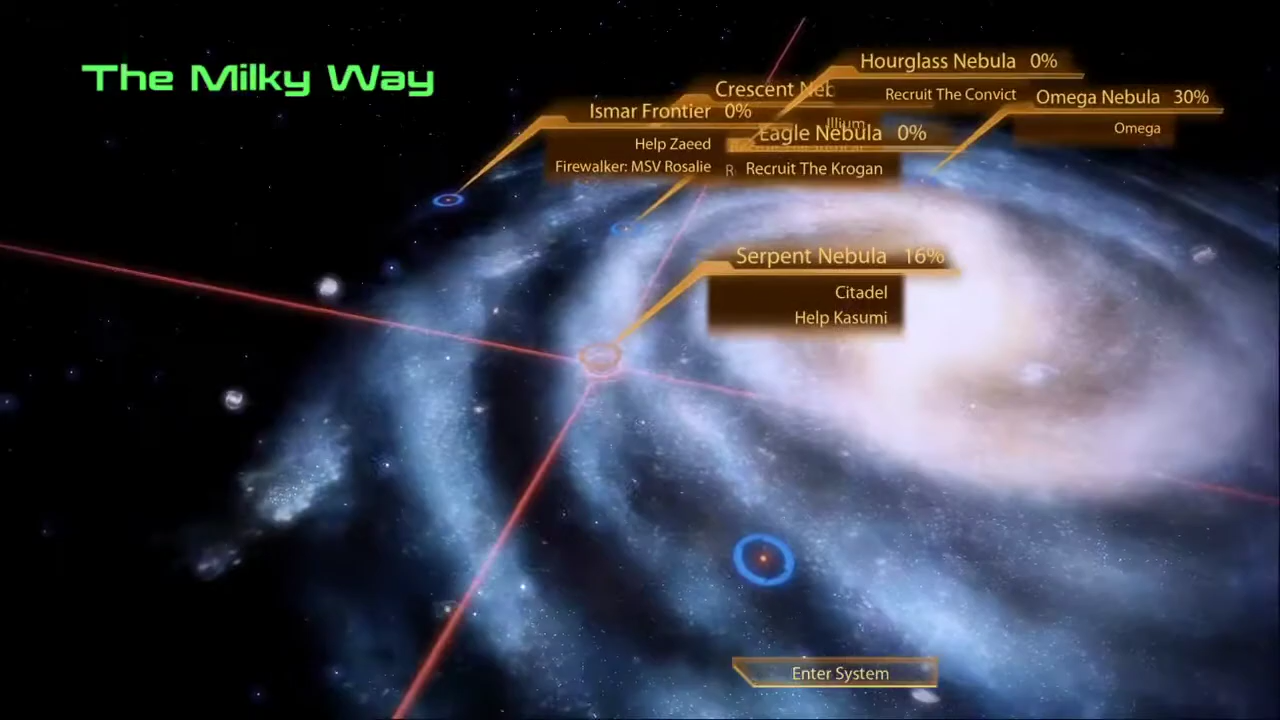 The Milky Way
Hourglass Nebula 0%
Recruit The Convict
Crescent Neb
Illium
Omega Nebula 30%
Omega
Ismar Frontier 0%
Help Zaeed
Firewalker: MSV Rosalie
Eagle Nebula 0%
R
Recruit The Krogan
Serpent Nebula 16%
Citadel
Help Kasumi
Enter System